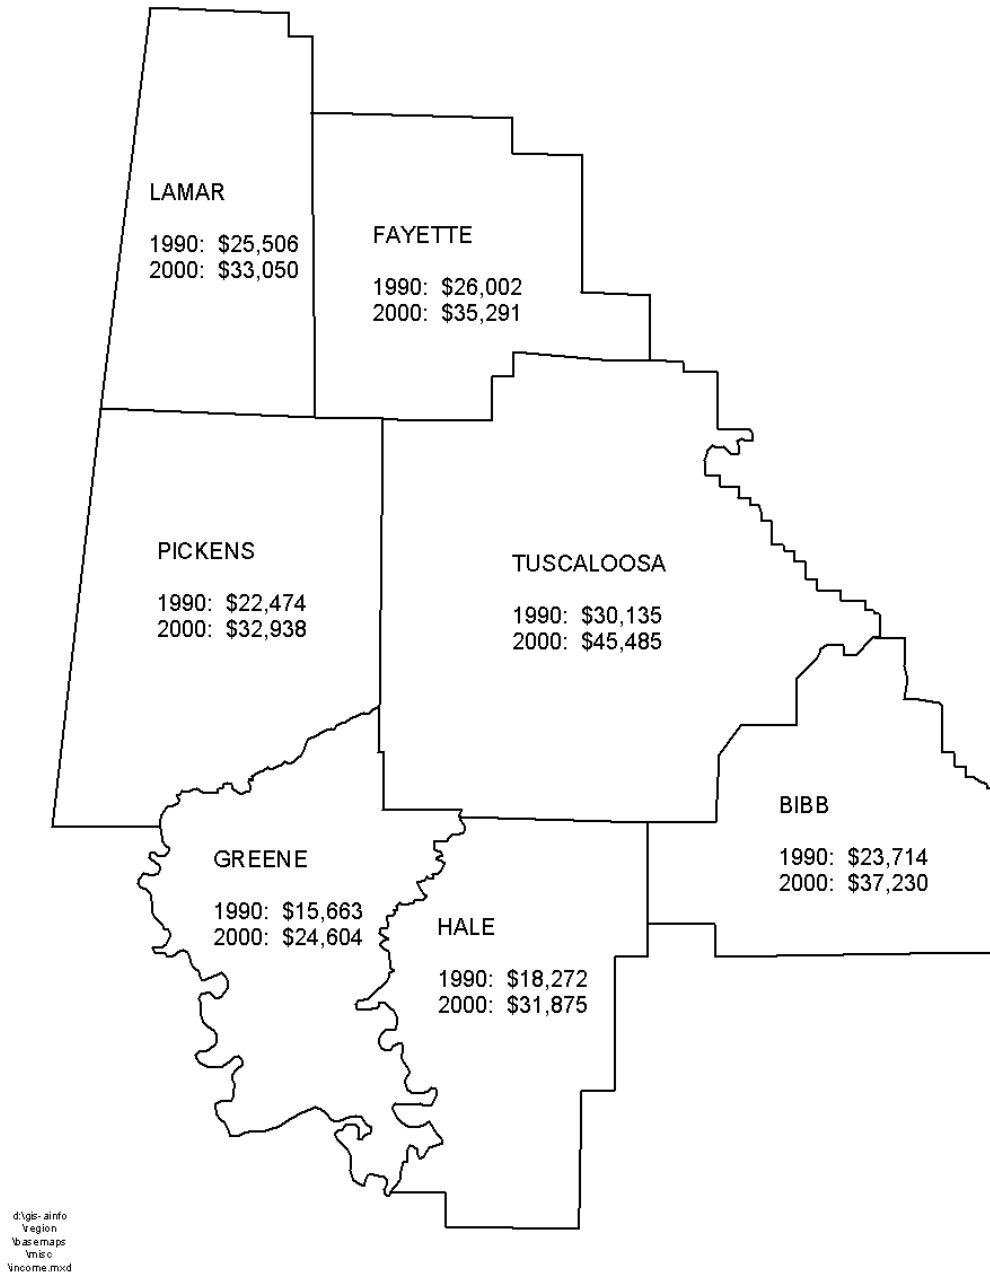 LAMAR
1990: $25,506
2000: $33,050
FAYETTE
1990: $26,002
2000: $35,291
PICKENS
1990: $22,474
2000: $32,938
TUSCALOOSA
1990: $30,135
2000: $45,485
BIBB
1990: $23,714
2000: $37,230
GREENE
1990: $15,663
2000: $24,604
HALE
1990: $18,272
2000: $31,875
d:\gis-ainfo
\region
\basemaps
\misc
\income.mxd